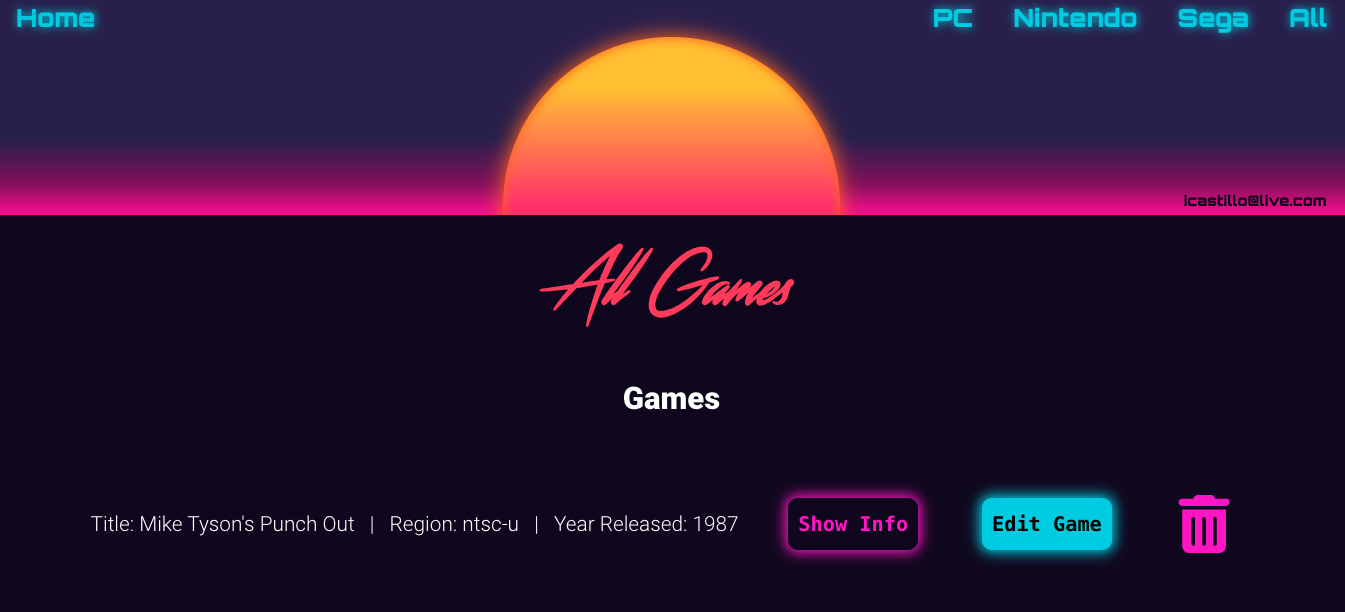 Home PC Nintendo Sega All
icastillo@live.com
All Games
Games
Title: Mike Tyson's Punch Out | Region: ntsc-u | Year Released: 1987 Show Info Edit Game